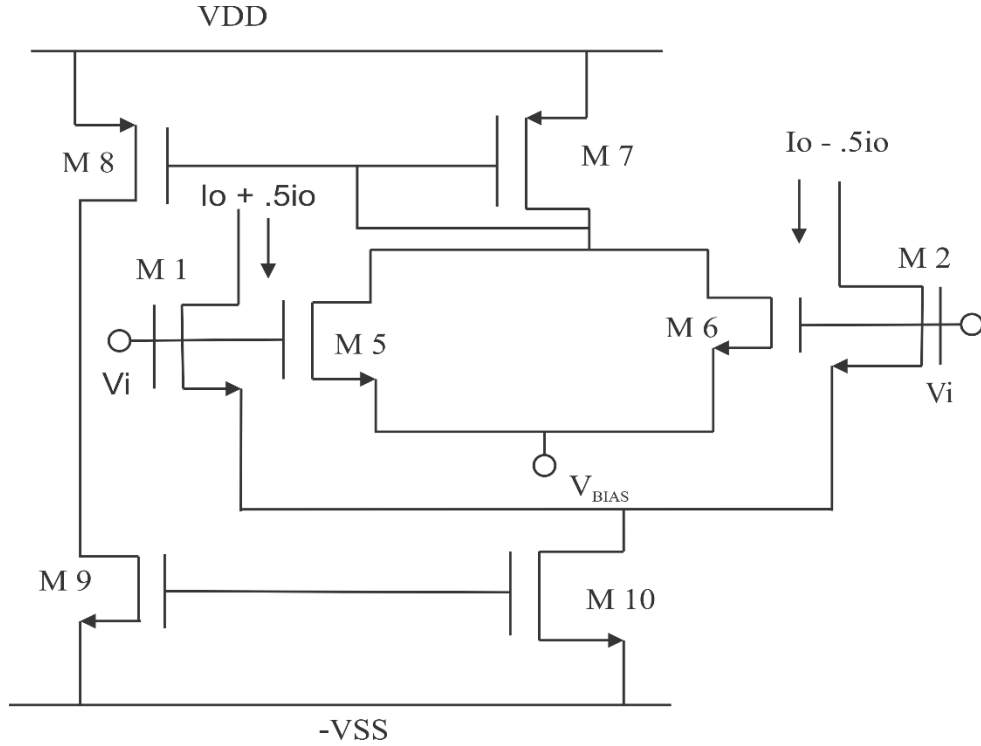 VDD
M 8
M 7
Io - .5io
Io + .5io
M 1
M 2
M 5
M 6
Vi
Vi
VBIAS
M 9
M 10
-VSS